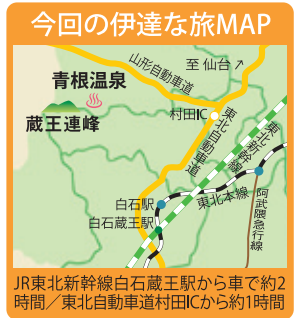 今回の伊達な旅MAP
至 仙台↗
山形自動車道
青根温泉
蔵王連峰
村田IC
東北自動車道
東北新幹線
東北本線
阿武隈急行線
白石駅
白石蔵王駅
JR東北新幹線白石蔵王駅から車で約2
時間／東北自動車道村田ICから約1時間